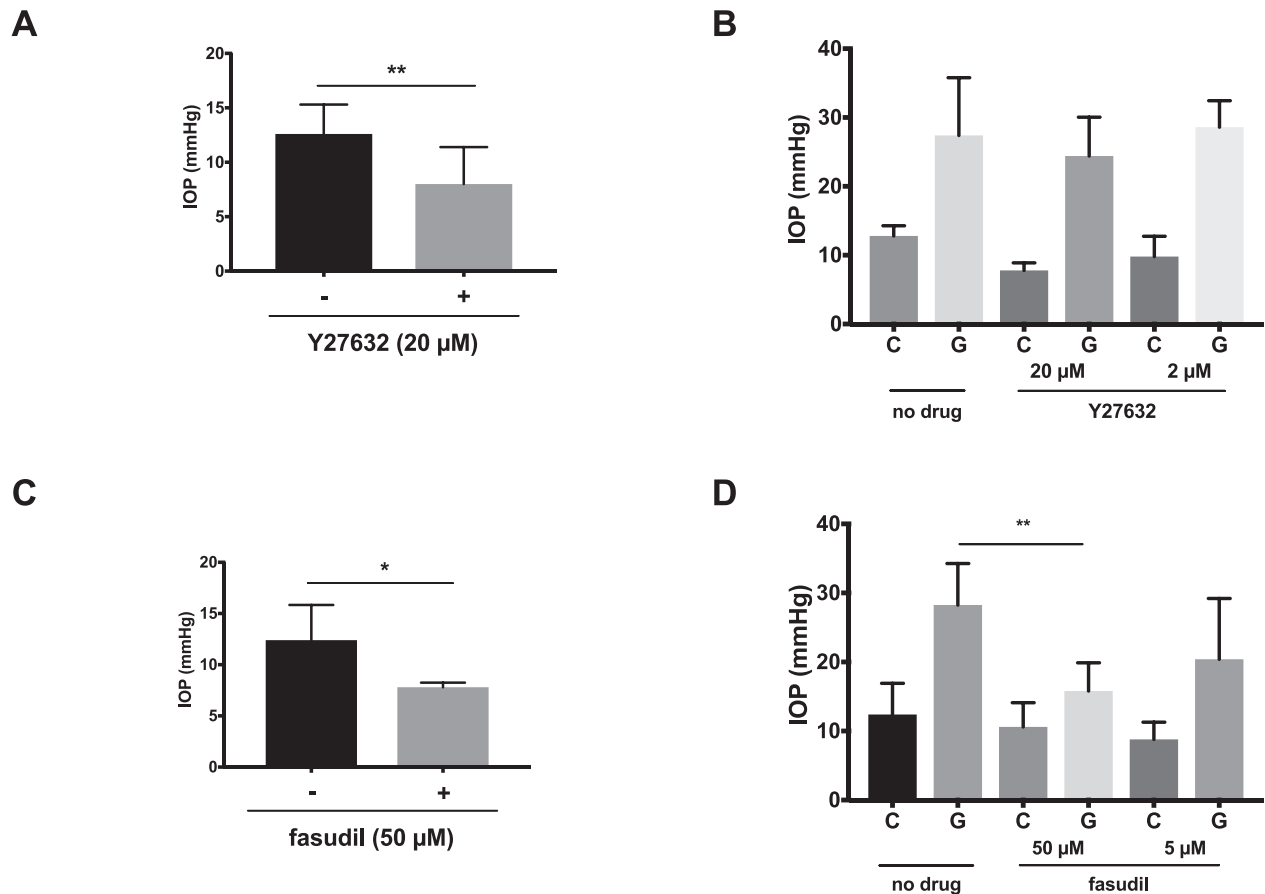 A
IOP (mmHg)
20
15
10
5
0
**
- +
Y27632 (20 µM)
B
IOP (mmHg)
40
30
20
10
0
C G C G C G
20 µM 2 µM
no drug Y27632
C
IOP (mmHg)
20
15
10
5
0
*
- +
fasudil (50 µM)
D
IOP (mmHg)
40
30
20
10
0
**
C G C G C G
50 µM 5 µM
no drug fasudil